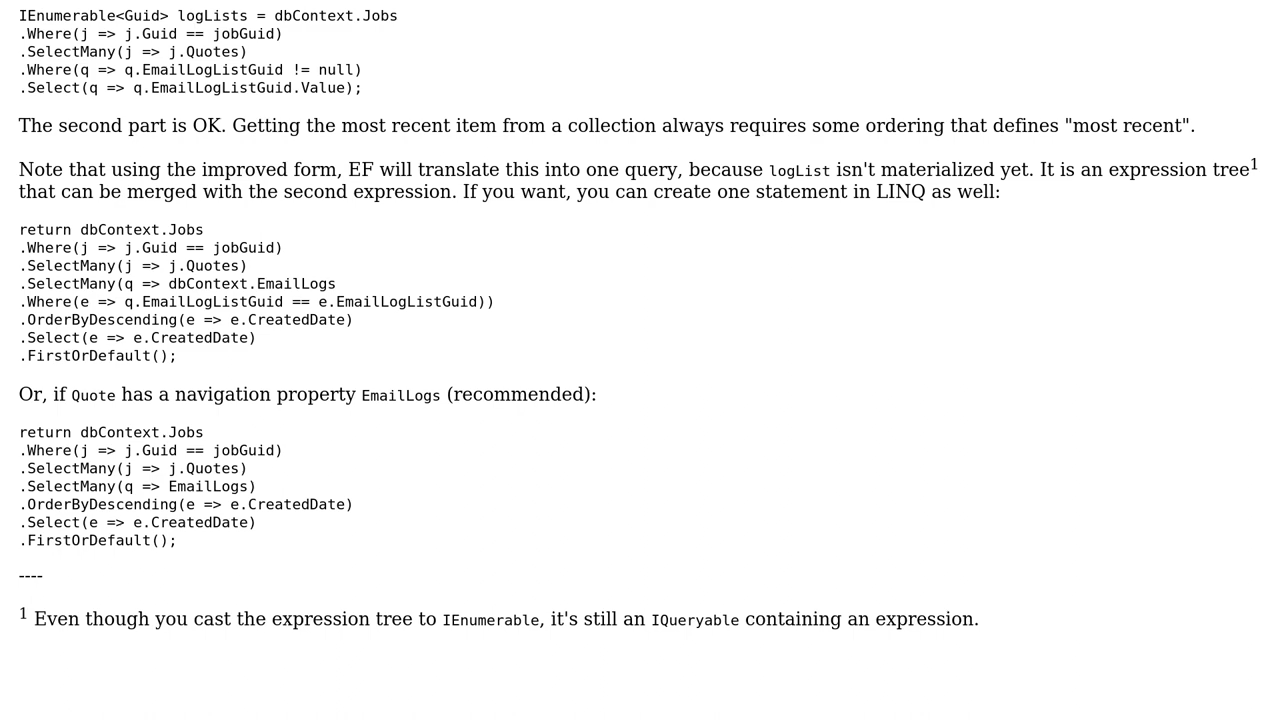 IEnumerable<Guid> logLists = dbContext.Jobs
.Where(j => j.Guid == jobGuid)
.SelectMany(j => j.Quotes)
.Where(q => q.EmailLogListGuid != null)
.Select(q => q.EmailLogListGuid.Value);
The second part is OK. Getting the most recent item from a collection always requires some ordering that defines "most recent".
Note that using the improved form, EF will translate this into one query, because logList isn't materialized yet. It is an expression tree1
that can be merged with the second expression. If you want, you can create one statement in LINQ as well:
return dbContext.Jobs
.Where(j => j.Guid == jobGuid)
.SelectMany(j => j.Quotes)
.SelectMany(q => dbContext.EmailLogs
.Where(e => q.EmailLogListGuid == e.EmailLogListGuid))
.OrderByDescending(e => e.CreatedDate)
.Select(e => e.CreatedDate)
.FirstOrDefault();
Or, if Quote has a navigation property EmailLogs (recommended):
return dbContext.Jobs
.Where(j => j.Guid == jobGuid)
.SelectMany(j => j.Quotes)
.SelectMany(q => EmailLogs)
.OrderByDescending(e => e.CreatedDate)
.Select(e => e.CreatedDate)
.FirstOrDefault();
----
1 Even though you cast the expression tree to IEnumerable, it's still an IQueryable containing an expression.